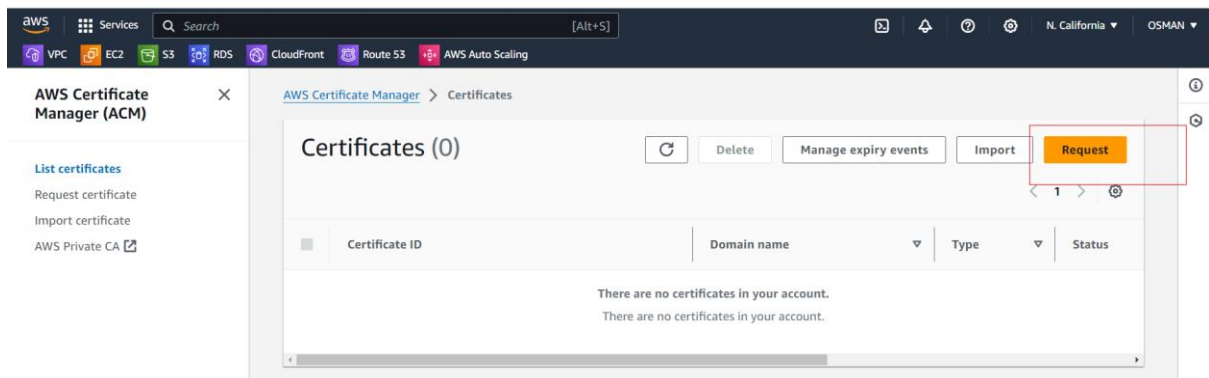 aws Services Search [Alt+S] N. California OSMAN
VPC EC2 S3 RDS CloudFront Route 53 AWS Auto Scaling
AWS Certificate Manager (ACM)
List certificates
Request certificate
Import certificate
AWS Private CA
AWS Certificate Manager > Certificates
Certificates (0) Delete Manage expiry events Import Request
< 1 >
Certificate ID Domain name Type Status
There are no certificates in your account.
There are no certificates in your account.